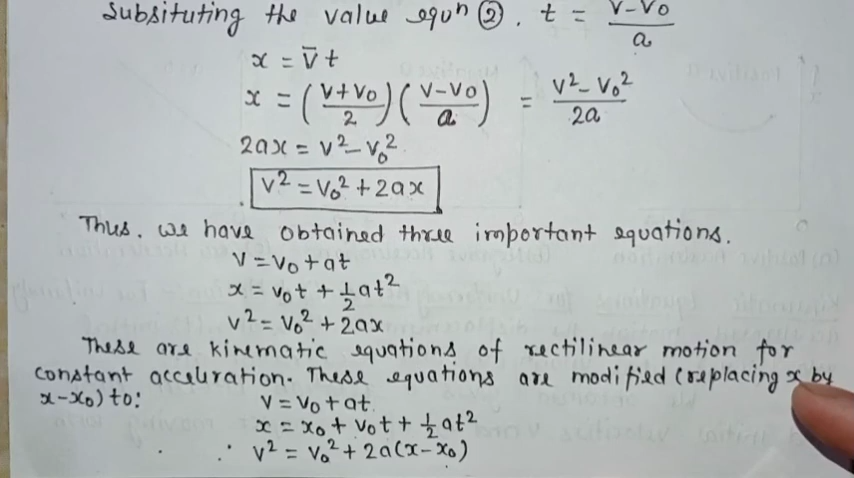 Subsituting the value equⁿ ②. t = (v-v₀)/a
x = v̄ t
x = ((v+v₀)/2) ((v-v₀)/a) = (v²-v₀²)/2a
2ax = v²-v₀²
v² = v₀² + 2ax
Thus. we have obtained three important equations.
v = v₀ + at
x = v₀t + ½at²
v² = v₀² + 2ax
These are kinematic equations of rectilinear motion for
constant acceleration. These equations are modified (replacing x by
x-x₀) to:
v = v₀ + at.
x = x₀ + v₀t + ½at²
∴ v² = v₀² + 2a(x-x₀)